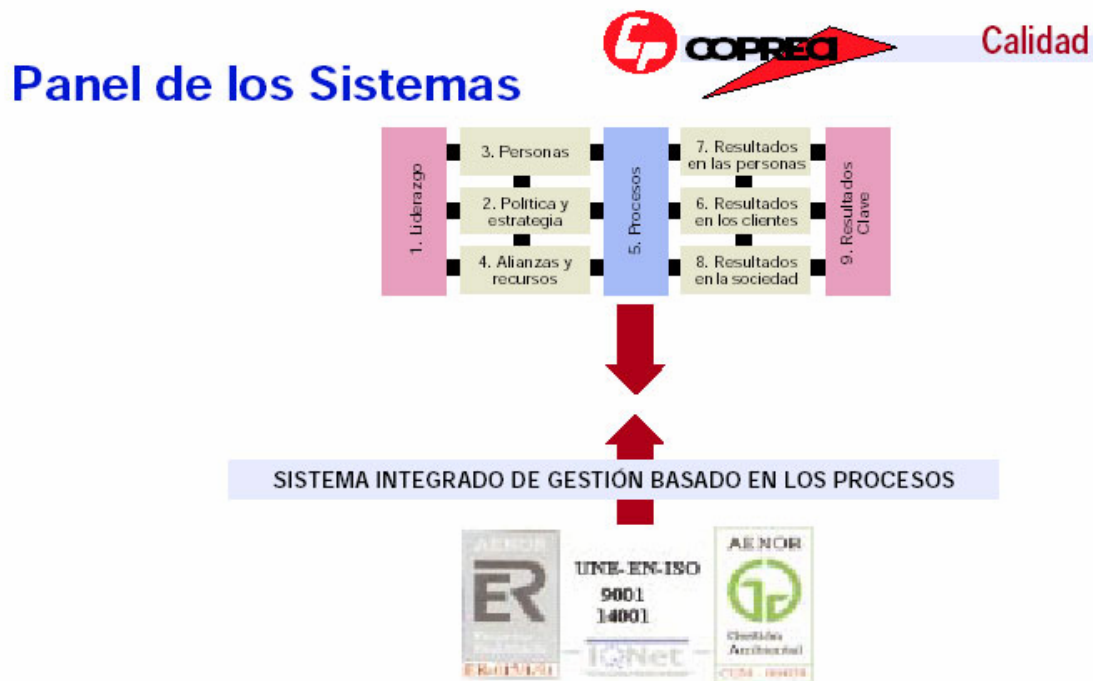 COPRECI
Calidad
Panel de los Sistemas
1. Liderazgo
3. Personas
2. Política y
estrategia
4. Alianzas y
recursos
5. Procesos
7. Resultados
en las personas
6. Resultados
en los clientes
8. Resultados
en la sociedad
9. Resultados
Clave
SISTEMA INTEGRADO DE GESTIÓN BASADO EN LOS PROCESOS
AENOR
ER
UNE-EN-ISO
9001
14001
IQNet
AENOR
Gestión
Ambiental